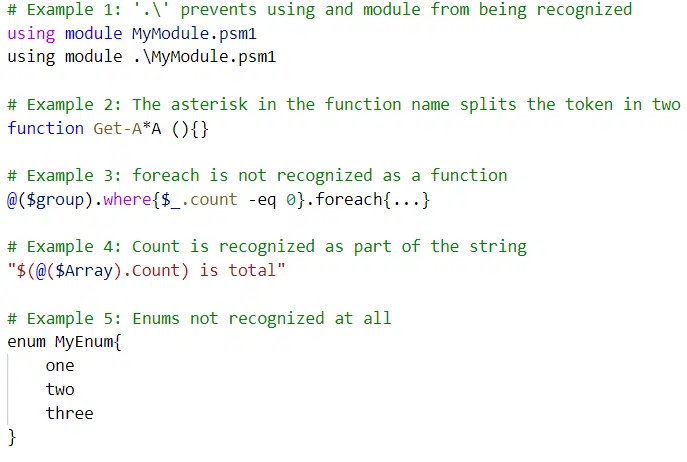 # Example 1: '.\' prevents using and module from being recognized
using module MyModule.psm1
using module .\MyModule.psm1
# Example 2: The asterisk in the function name splits the token in two
function Get-A*A (){}
# Example 3: foreach is not recognized as a function
@($group).where{$_.count -eq 0}.foreach{...}
# Example 4: Count is recognized as part of the string
"$(@($Array).Count) is total"
# Example 5: Enums not recognized at all
enum MyEnum{
    one
    two
    three
}